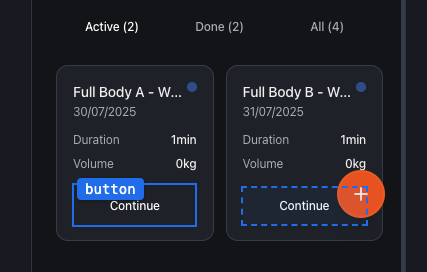 Active (2) Done (2) All (4)
Full Body A - W...
30/07/2025
Duration 1min
Volume 0kg
button
Continue
Full Body B - W...
31/07/2025
Duration 1min
Volume 0kg
Continue
+